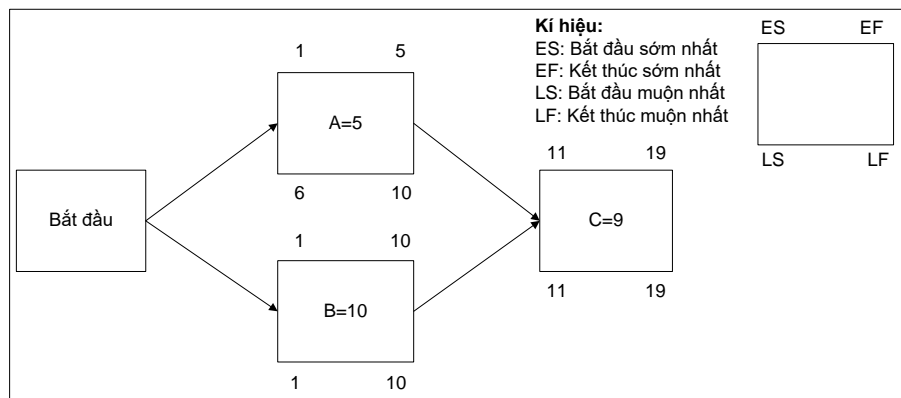 Kí hiệu:
ES: Bắt đầu sớm nhất
EF: Kết thúc sớm nhất
LS: Bắt đầu muộn nhất
LF: Kết thúc muộn nhất
ES EF
LS LF
1 5
A=5
6 10
Bắt đầu
1 10
B=10
1 10
11 19
C=9
11 19